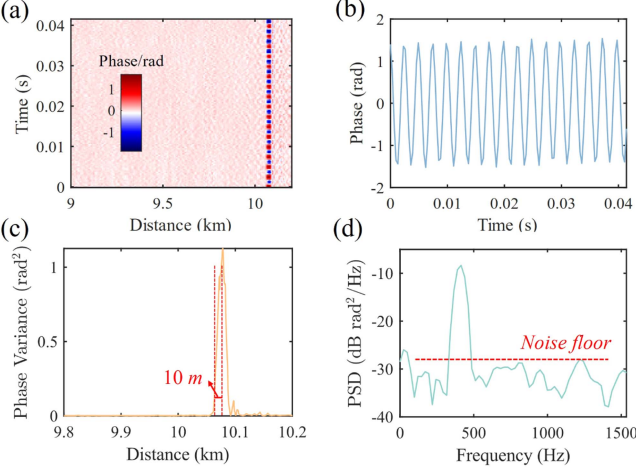 (a)
Time (s)
0.04
0.03
0.02
0.01
0
Phase/rad
1
0
-1
9
9.5
10
Distance (km)
(b)
Phase (rad)
2
1
0
-1
-2
0
0.01
0.02
0.03
0.04
Time (s)
(c)
Phase Variance (rad²)
1
0.5
0
10 m
9.8
9.9
10
10.1
10.2
Distance (km)
(d)
PSD (dB rad²/Hz)
-10
-20
-30
-40
Noise floor
0
500
1000
1500
Frequency (Hz)